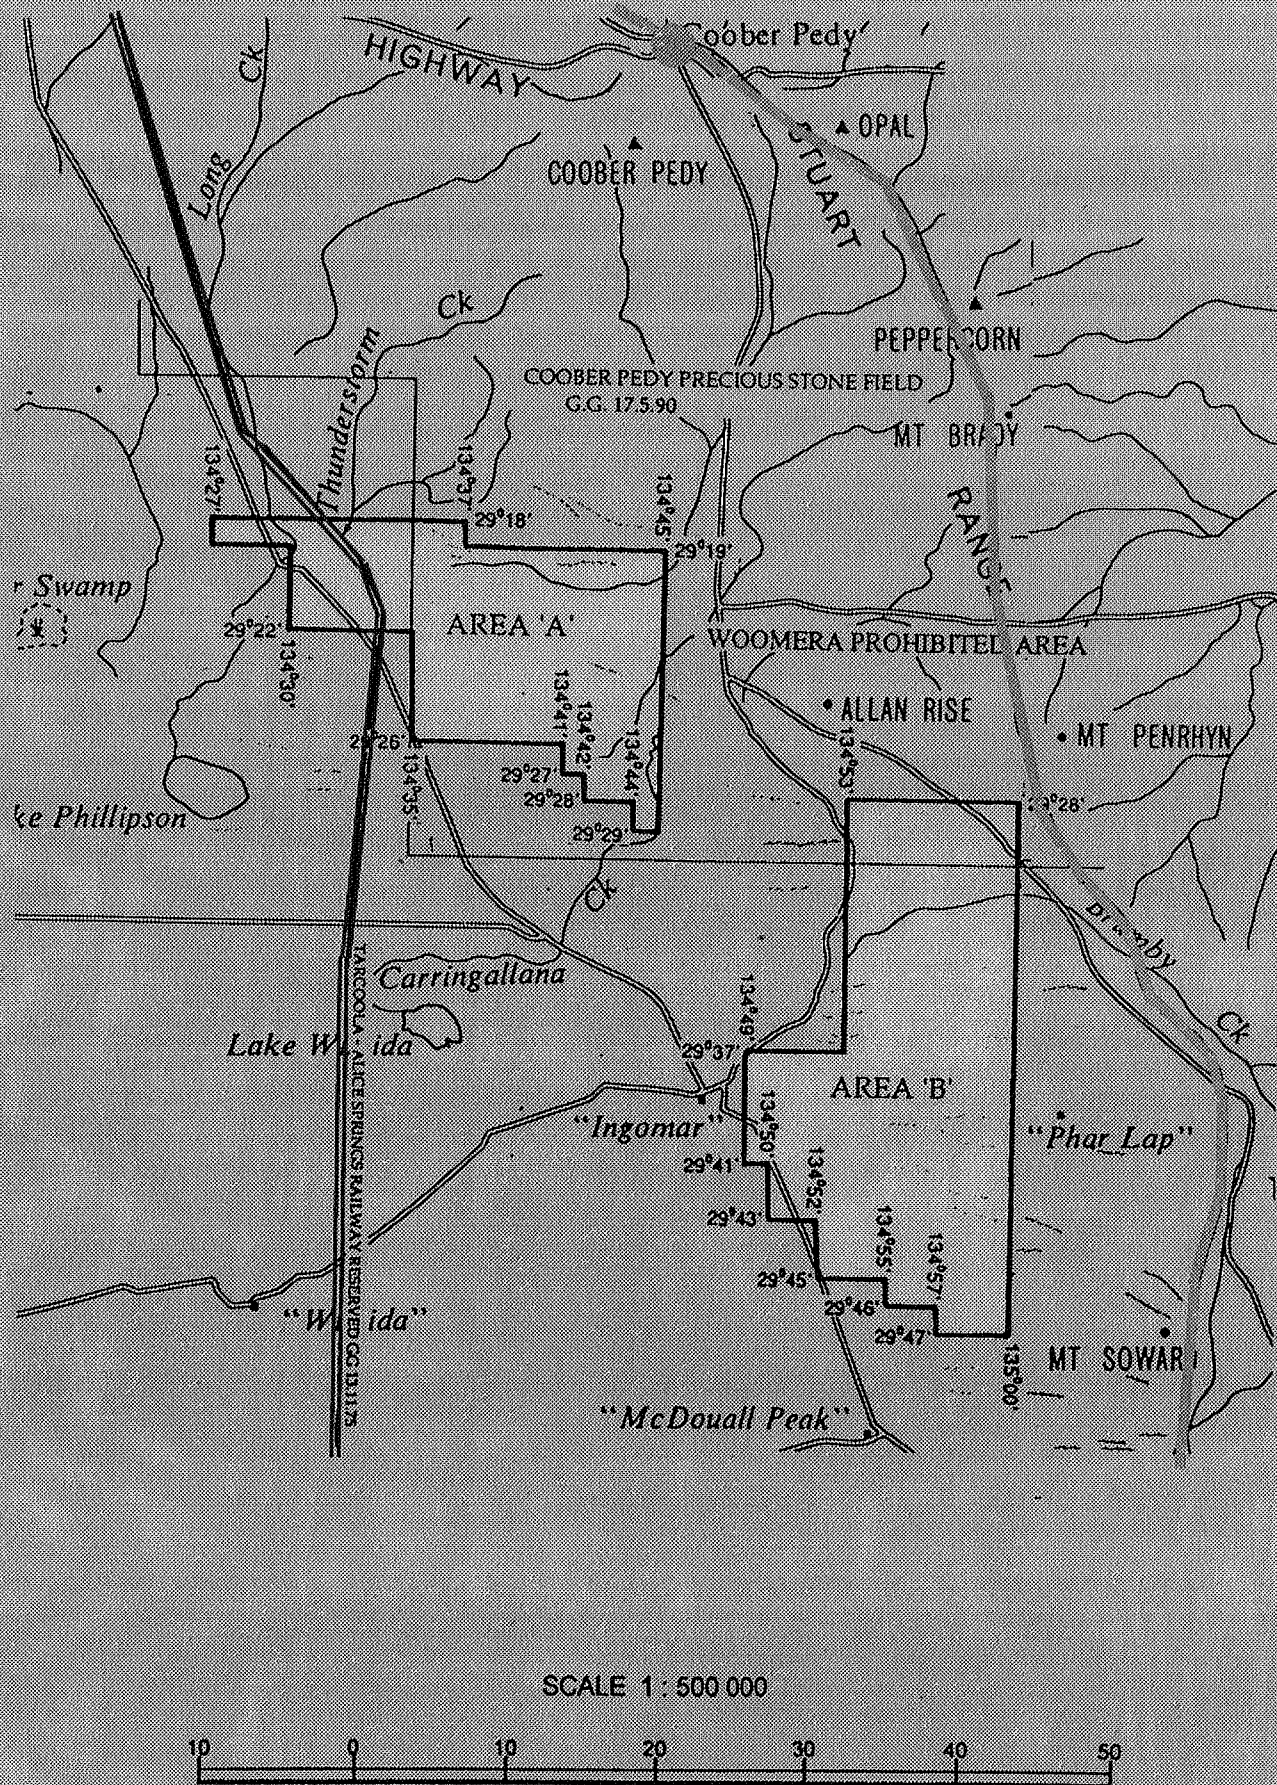 Coober Pedy
HIGHWAY
Ck
OPAL
STUART
COOBER PEDY
Long
Ck
PEPPERCORN
Thunderstorm
COOBER PEDY PRECIOUS STONE FIELD
G.G. 17.5.90
MT BRADY
134°27'
134°37'
134°45'
RANGE
29°18'
29°19'
r Swamp
29°22'
AREA 'A'
WOOMERA PROHIBITED AREA
134°30'
134°41'
134°42'
ALLAN RISE
MT PENRHYN
134°44'
134°53'
134°35'
29°27'
29°28'
29°28'
ke Phillipson
29°29'
Ck
Carringallana
134°49'
Ck
Lake W ida
29°37'
TARCOOLA - ALICE SPRINGS RAILWAY RESERVED GG 13.11.75
AREA 'B'
"Ingomar"
134°50'
"Phar Lap"
29°41'
134°52'
29°43'
134°55'
134°57'
29°45'
29°46'
"W ida"
29°47'
135°00'
MT SOWAR
"McDouall Peak"
SCALE 1 : 500 000
10 0 10 20 30 40 50